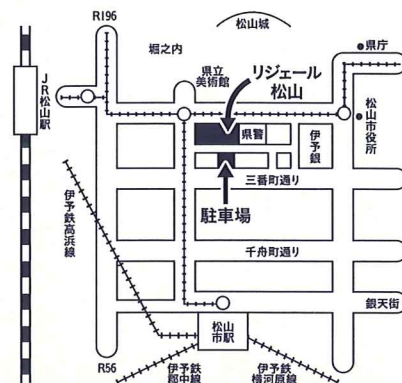 R196
松山城
堀之内
県庁
県立
美術館
リジェール
松山
JR松山駅
県警
伊予銀
松山市役所
三番町通り
駐車場
伊予鉄高浜線
千舟町通り
銀天街
松山
市駅
R56
伊予鉄
郡中線
伊予鉄
横河原線